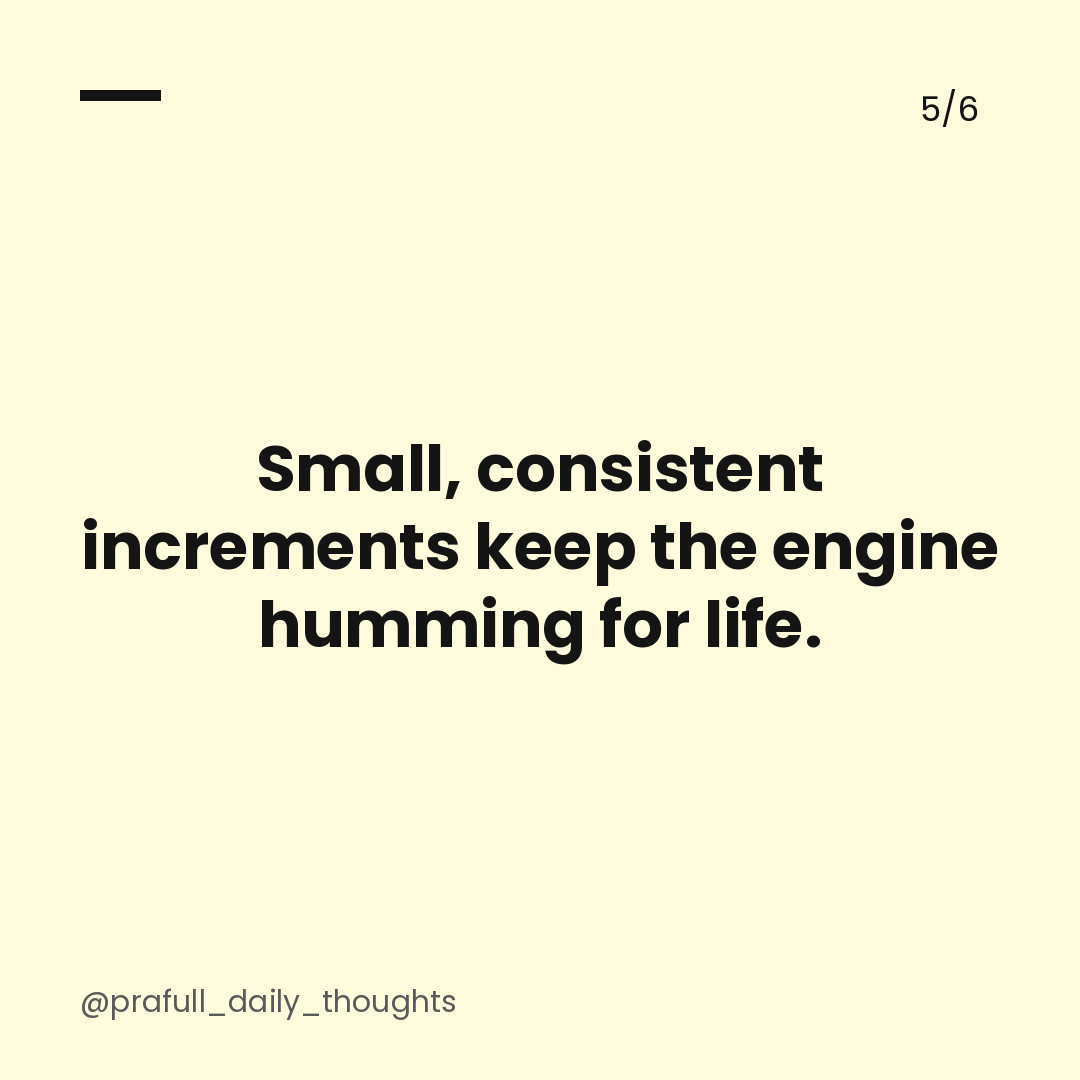 5/6
Small, consistent
increments keep the engine
humming for life.
@prafull_daily_thoughts